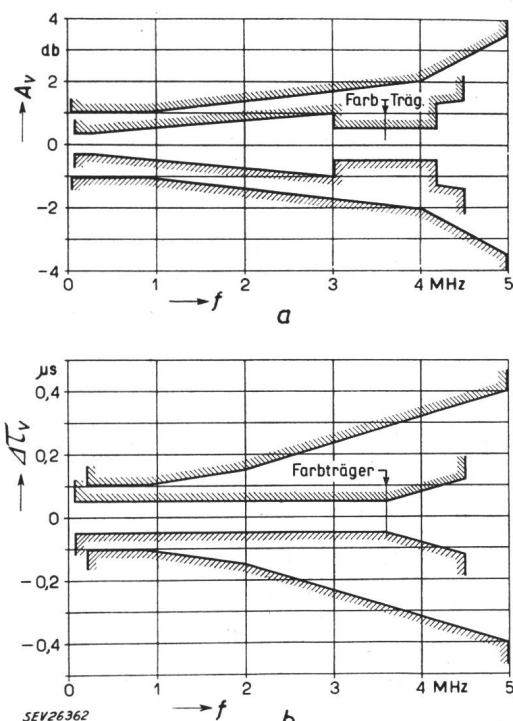 4
db
2
0
−2
−4
→ A_V
Farb-Träg.
0 1 2 3 4 MHz 5
→ f
a
μs
0,4
0,2
0
−0,2
−0,4
→ Δτ_V
Farbträger
0 1 2 3 4 MHz 5
→ f
b
SEV26362